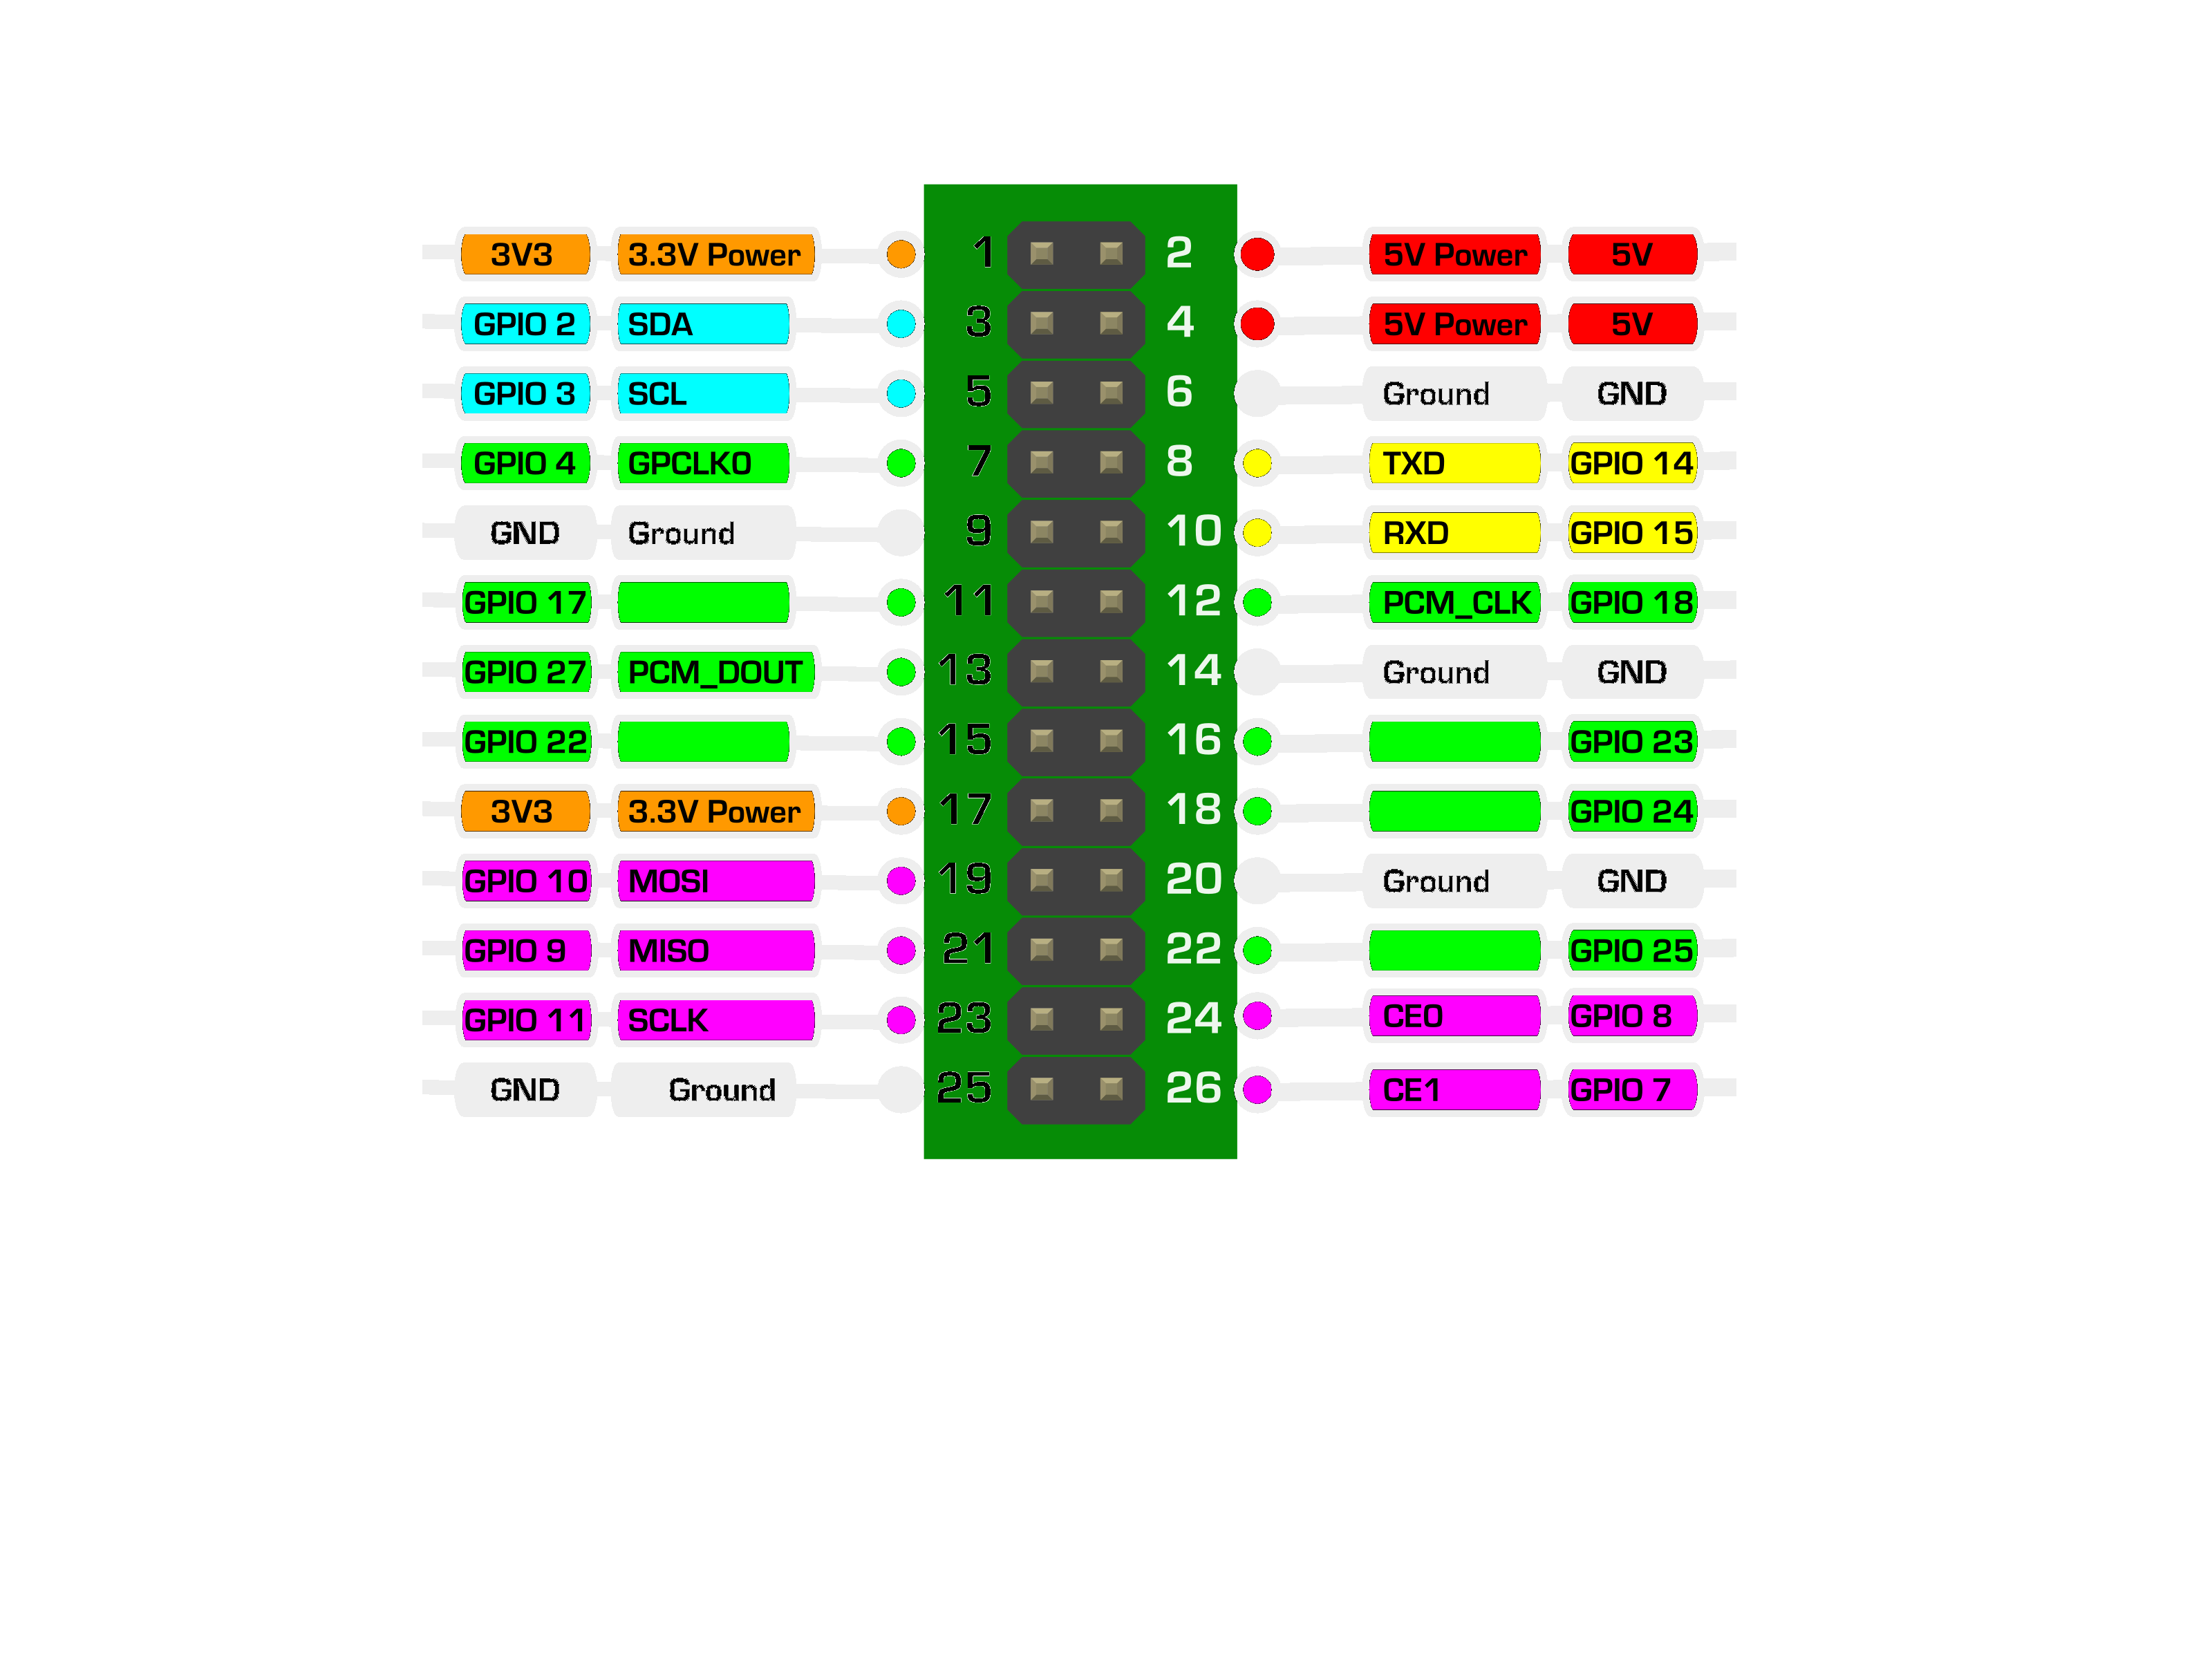 3V3 3.3V Power 1 2 5V Power 5V
GPIO 2 SDA 3 4 5V Power 5V
GPIO 3 SCL 5 6 Ground GND
GPIO 4 GPCLK0 7 8 TXD GPIO 14
GND Ground 9 10 RXD GPIO 15
GPIO 17 11 12 PCM_CLK GPIO 18
GPIO 27 PCM_DOUT 13 14 Ground GND
GPIO 22 15 16 GPIO 23
3V3 3.3V Power 17 18 GPIO 24
GPIO 10 MOSI 19 20 Ground GND
GPIO 9 MISO 21 22 GPIO 25
GPIO 11 SCLK 23 24 CE0 GPIO 8
GND Ground 25 26 CE1 GPIO 7